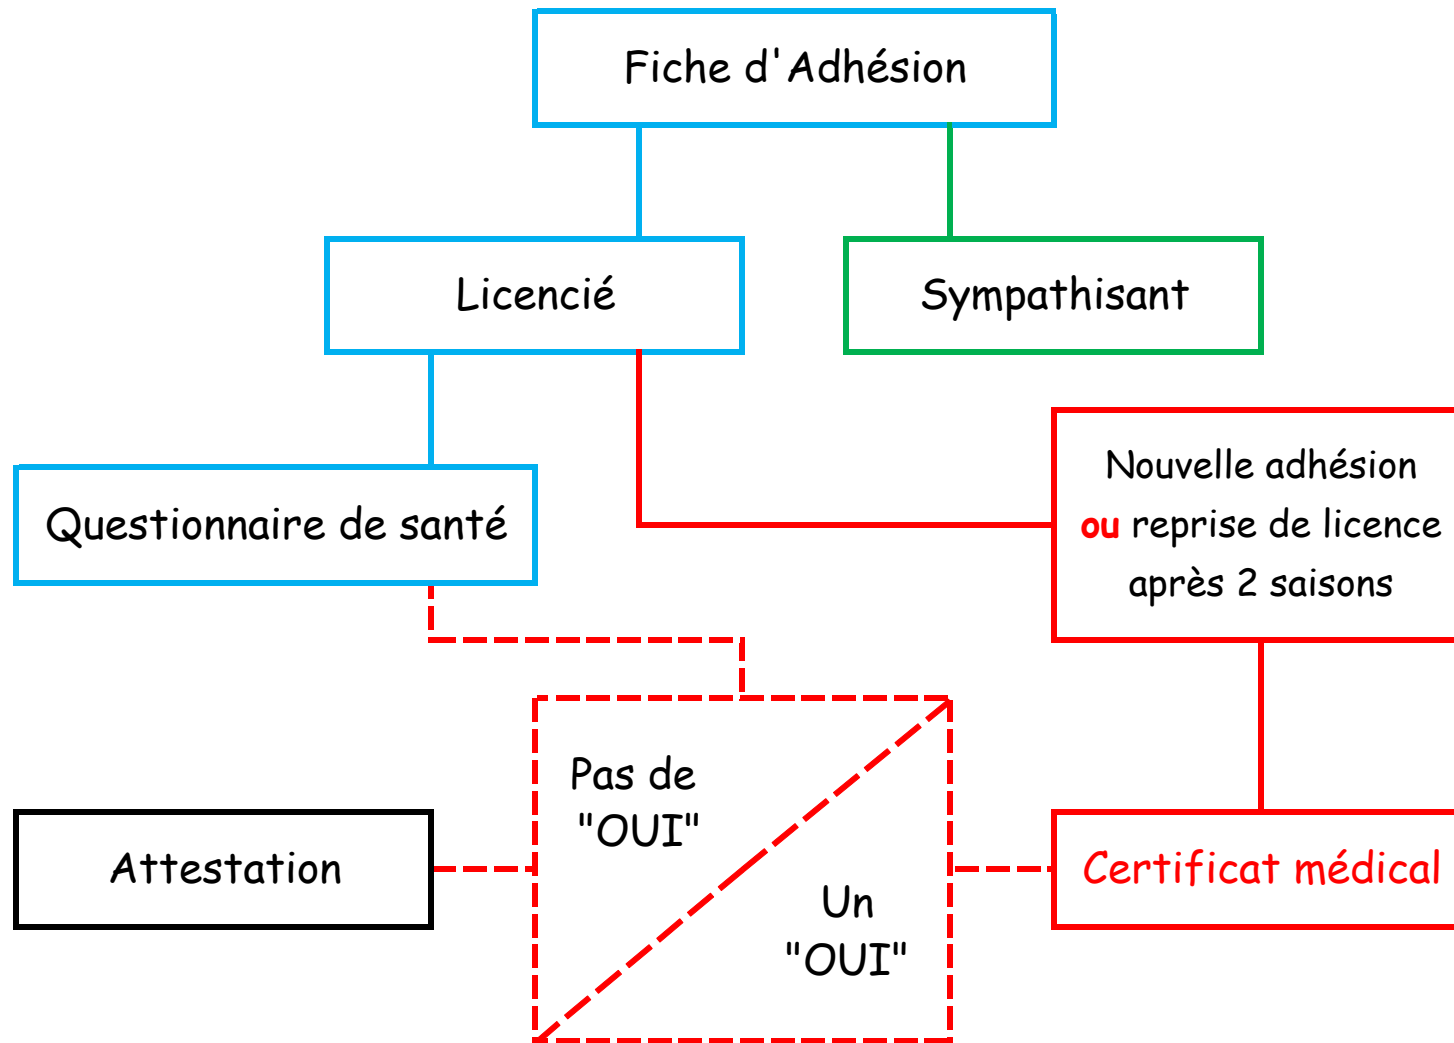 Fiche d'Adhésion
Licencié
Sympathisant
Nouvelle adhésion
ou reprise de licence
après 2 saisons
Questionnaire de santé
Pas de
"OUI"
Attestation
Certificat médical
Un
"OUI"